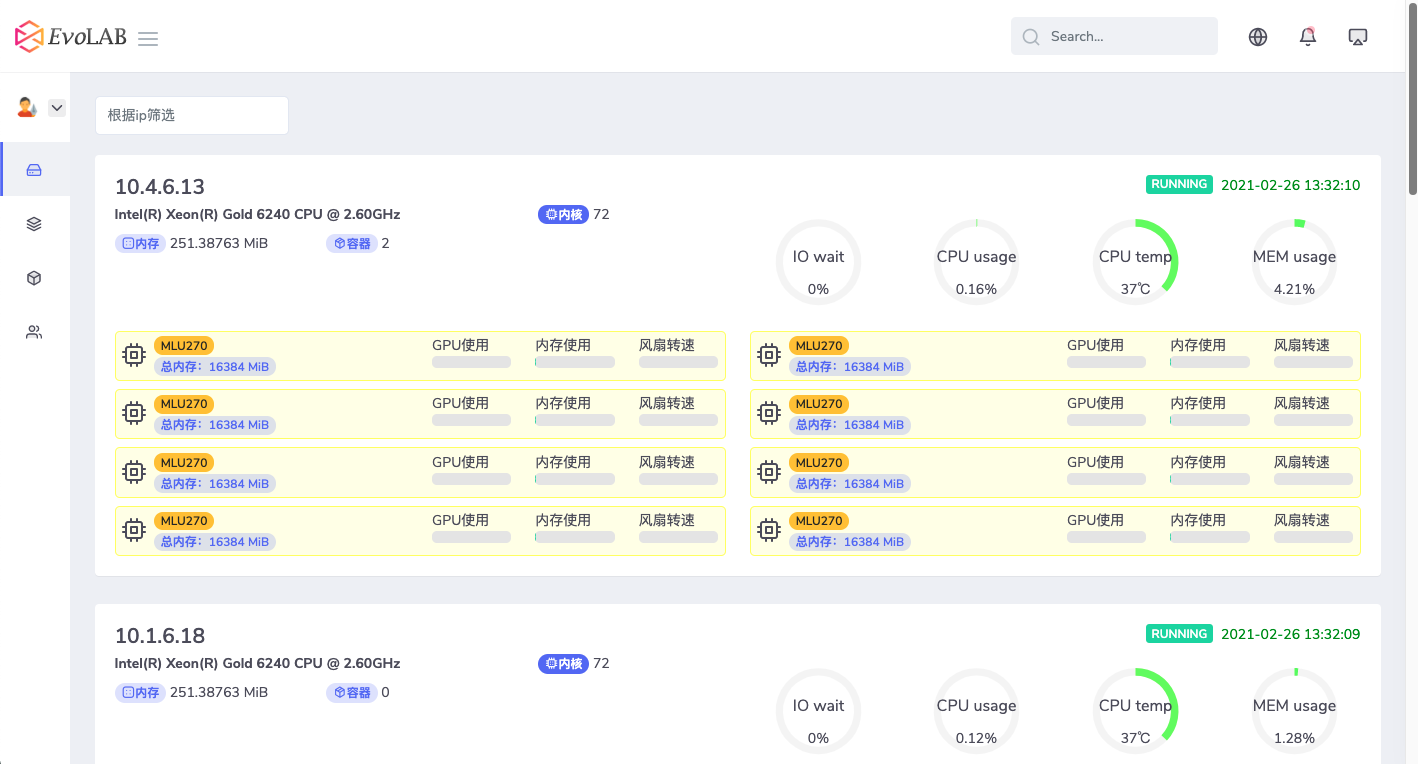 EvoLAB
Search...
根据ip筛选
10.4.6.13
RUNNING 2021-02-26 13:32:10
Intel(R) Xeon(R) Gold 6240 CPU @ 2.60GHz
内核 72
内存 251.38763 MiB
容器 2
IO wait
0%
CPU usage
0.16%
CPU temp
37℃
MEM usage
4.21%
MLU270
总内存：16384 MiB
GPU使用 内存使用 风扇转速
MLU270
总内存：16384 MiB
GPU使用 内存使用 风扇转速
MLU270
总内存：16384 MiB
GPU使用 内存使用 风扇转速
MLU270
总内存：16384 MiB
GPU使用 内存使用 风扇转速
MLU270
总内存：16384 MiB
GPU使用 内存使用 风扇转速
MLU270
总内存：16384 MiB
GPU使用 内存使用 风扇转速
MLU270
总内存：16384 MiB
GPU使用 内存使用 风扇转速
MLU270
总内存：16384 MiB
GPU使用 内存使用 风扇转速
10.1.6.18
RUNNING 2021-02-26 13:32:09
Intel(R) Xeon(R) Gold 6240 CPU @ 2.60GHz
内核 72
内存 251.38763 MiB
容器 0
IO wait
0%
CPU usage
0.12%
CPU temp
37℃
MEM usage
1.28%